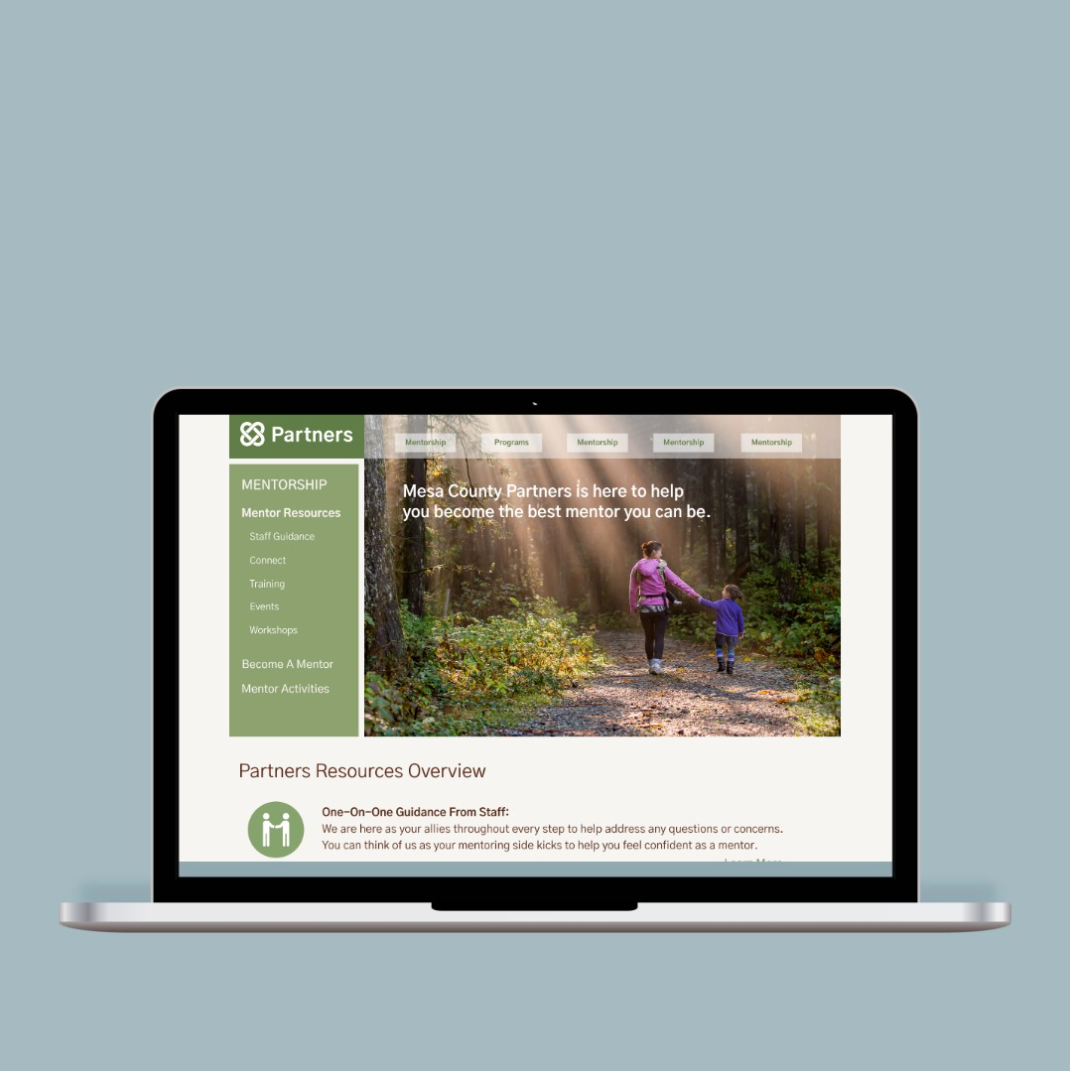 Partners
Mentorship
Programs
Mentorship
Mentorship
Mentorship
MENTORSHIP
Mentor Resources
Staff Guidance
Connect
Training
Events
Workshops
Become A Mentor
Mentor Activities
Mesa County Partners is here to help
you become the best mentor you can be.
Partners Resources Overview
One-On-One Guidance From Staff:
We are here as your allies throughout every step to help address any questions or concerns.
You can think of us as your mentoring side kicks to help you feel confident as a mentor.
Learn More